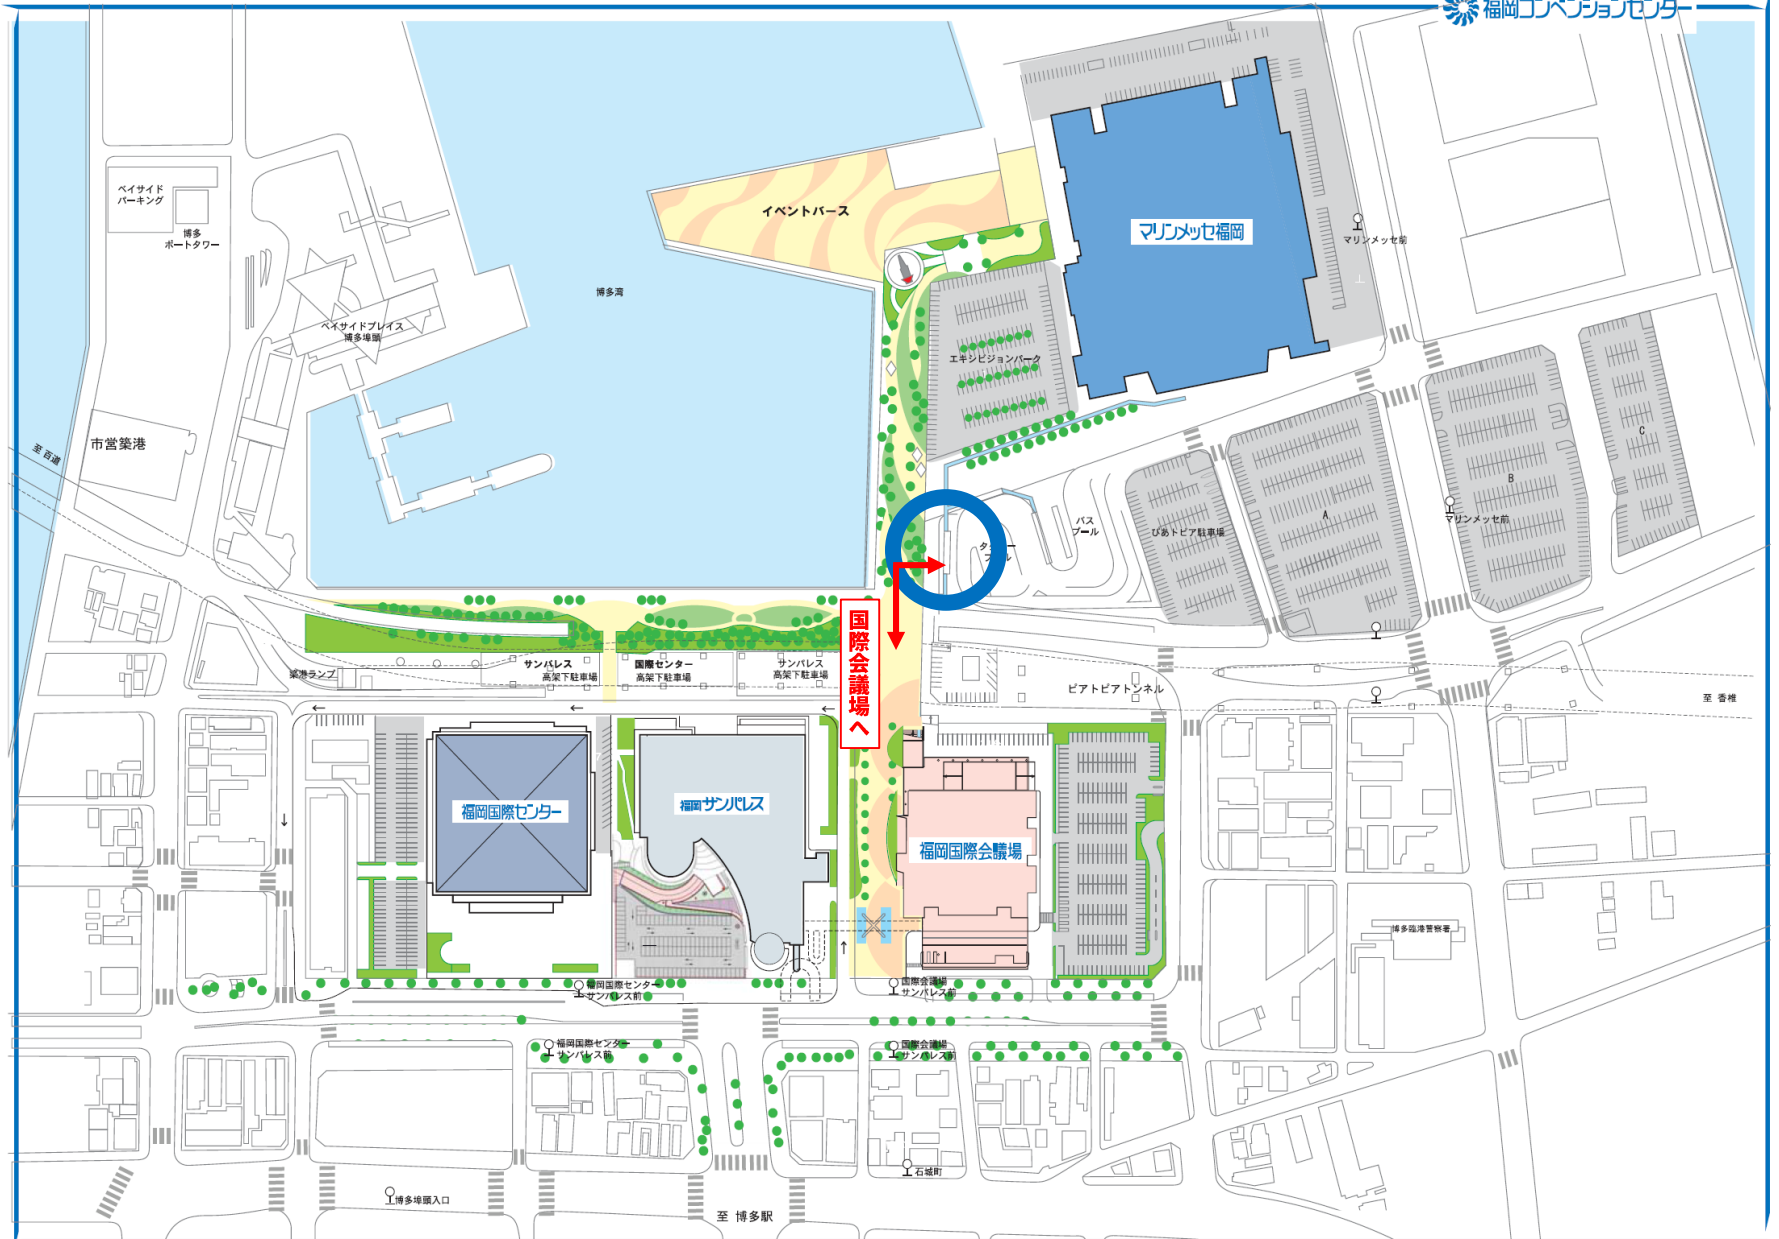 福岡コンベンションセンター
ベイサイド
パーキング
博多
ポートタワー
イベントバース
マリンメッセ福岡
マリンメッセ前
博多湾
ベイサイドプレイス
博多埠頭
エキシビジョンパーク
市営築港
至 百道
C
B
A
マリンメッセ前
バス
プール
ぴあトピア駐車場
タ
ー
プール
国際会議場へ
築港ランプ
サンパレス
高架下駐車場
国際センター
高架下駐車場
サンパレス
高架下駐車場
ピアトピアトンネル
至 香椎
福岡国際センター
福岡サンパレス
福岡国際会議場
博多臨港警察署
福岡国際センター
サンパレス前
国際会議場
サンパレス前
福岡国際センター
サンパレス前
国際会議場
サンパレス前
石城町
博多埠頭入口
至 博多駅